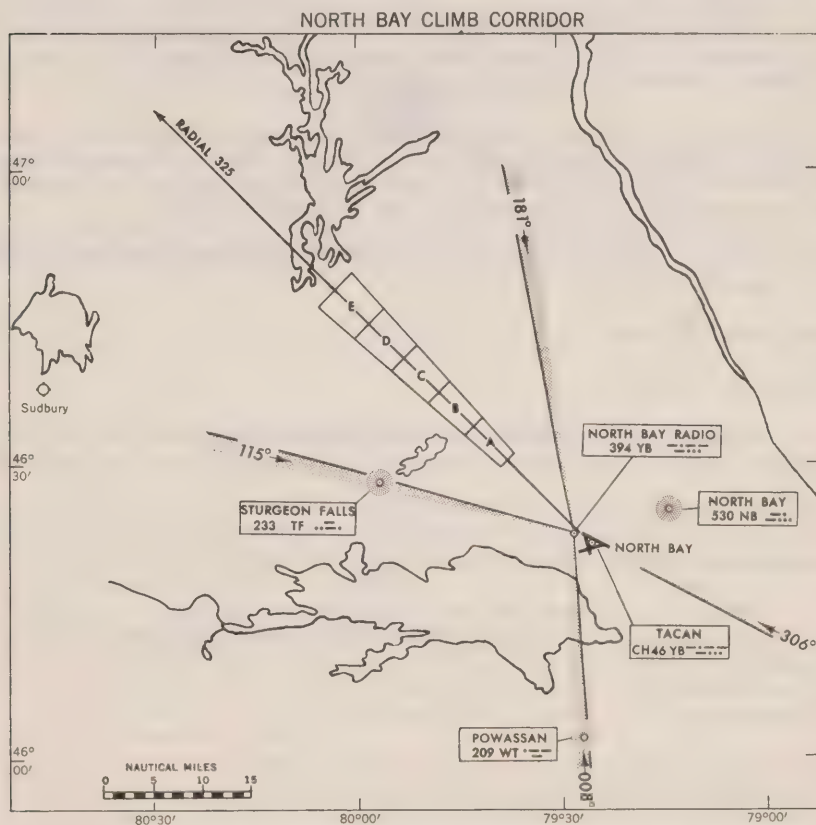 NORTH BAY CLIMB CORRIDOR
RADIAL 325
47°
00'
181°
E
D
C
B
A
Sudbury
NORTH BAY RADIO
394 YB
46°
30'
115°
STURGEON FALLS
233 TF
NORTH BAY
530 NB
NORTH BAY
TACAN
CH46 YB
306°
POWASSAN
209 WT
46°
00'
008°
NAUTICAL MILES
0 5 10 15
80°30' 80°00' 79°30' 79°00'